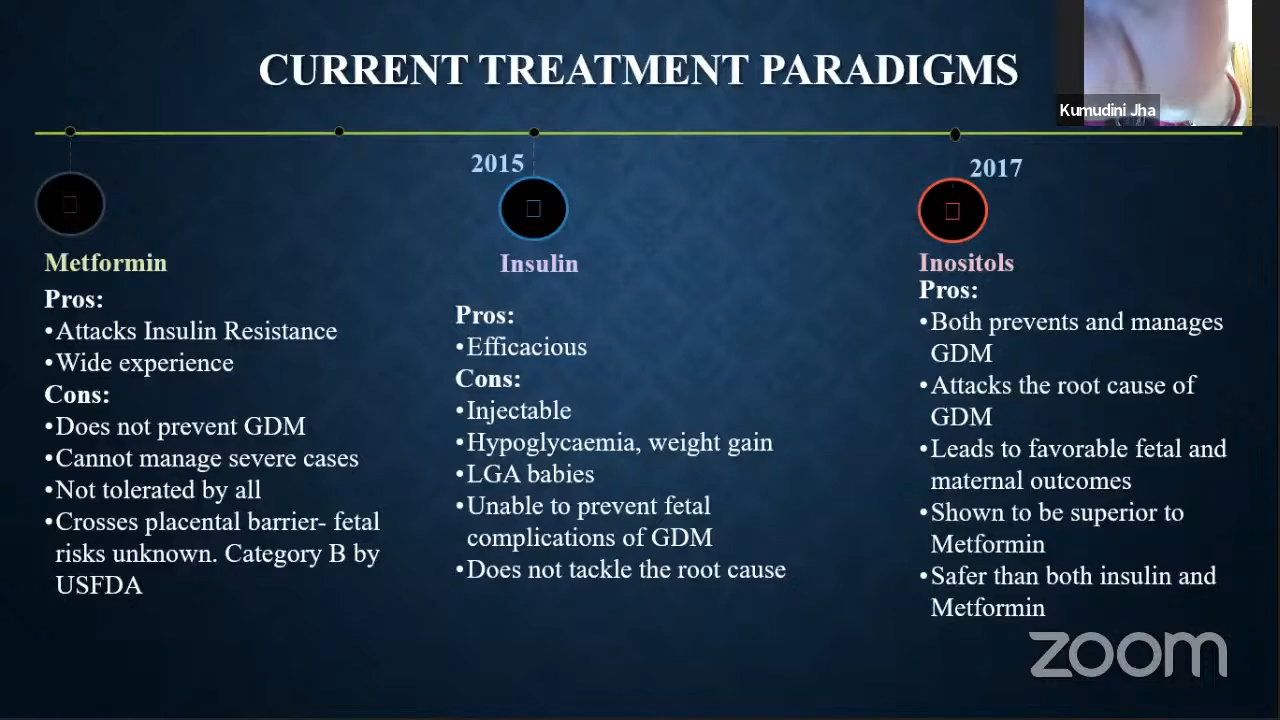 CURRENT TREATMENT PARADIGMS
Kumudini Jha
2015
2017
Metformin
Pros:
•Attacks Insulin Resistance
•Wide experience
Cons:
•Does not prevent GDM
•Cannot manage severe cases
•Not tolerated by all
•Crosses placental barrier- fetal
risks unknown. Category B by
USFDA
Insulin
Pros:
•Efficacious
Cons:
•Injectable
•Hypoglycaemia, weight gain
•LGA babies
•Unable to prevent fetal
complications of GDM
•Does not tackle the root cause
Inositols
Pros:
•Both prevents and manages
GDM
•Attacks the root cause of
GDM
•Leads to favorable fetal and
maternal outcomes
•Shown to be superior to
Metformin
•Safer than both insulin and
Metformin
zoom